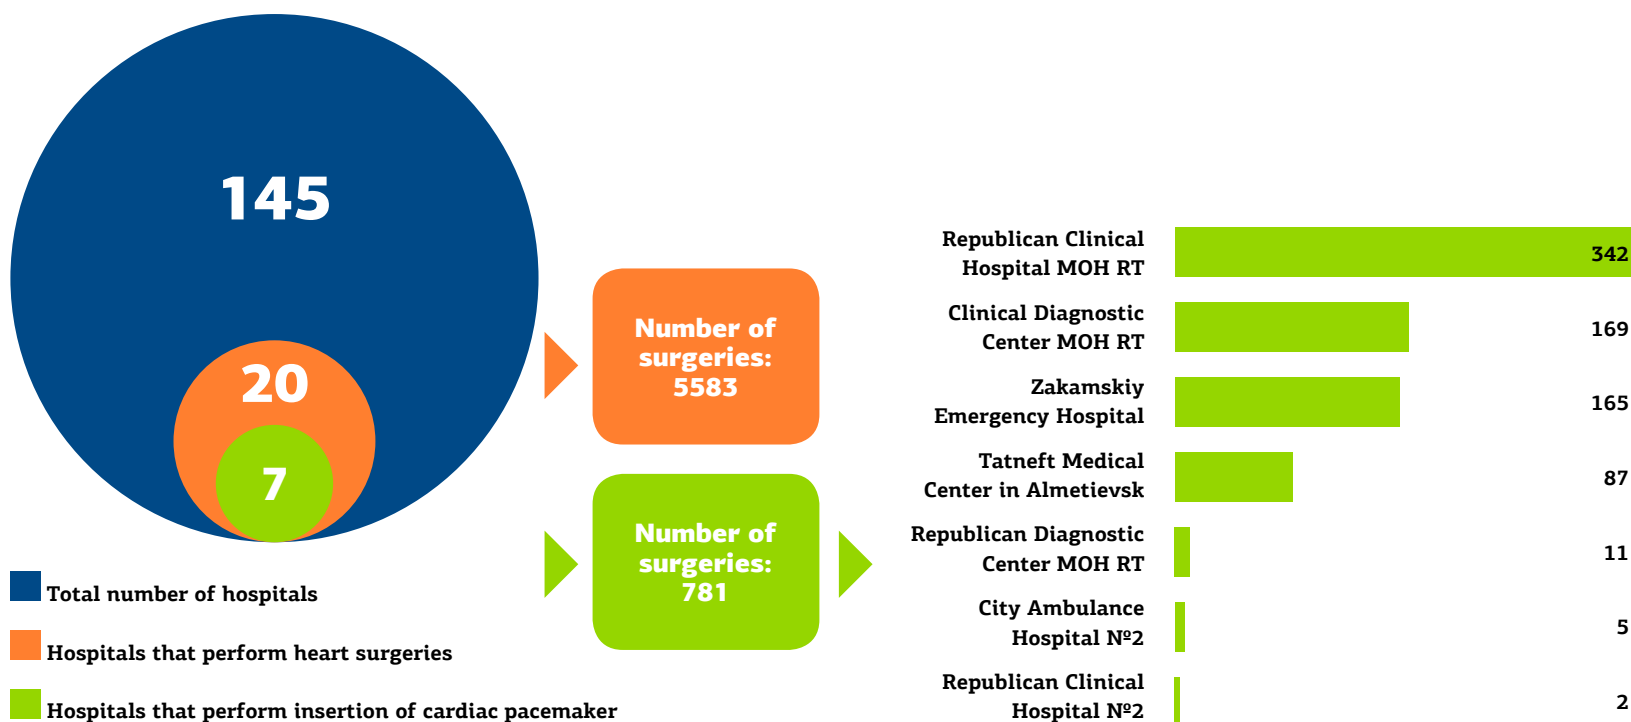 145
20
7
Total number of hospitals
Hospitals that perform heart surgeries
Hospitals that perform insertion of cardiac pacemaker
Number of
surgeries:
5583
Number of
surgeries:
781
Republican Clinical
Hospital MOH RT
342
Clinical Diagnostic
Center MOH RT
169
Zakamskiy
Emergency Hospital
165
Tatneft Medical
Center in Almetievsk
87
Republican Diagnostic
Center MOH RT
11
City Ambulance
Hospital №2
5
Republican Clinical
Hospital №2
2